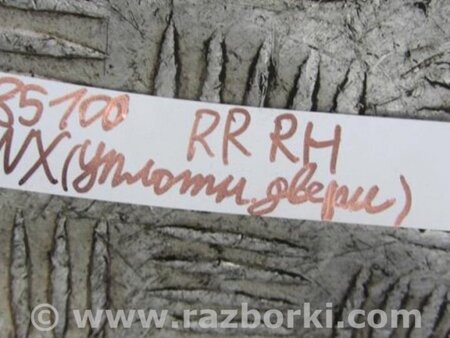 35100 RR RH
NX (уплотн. двери)
© www.razborki.com